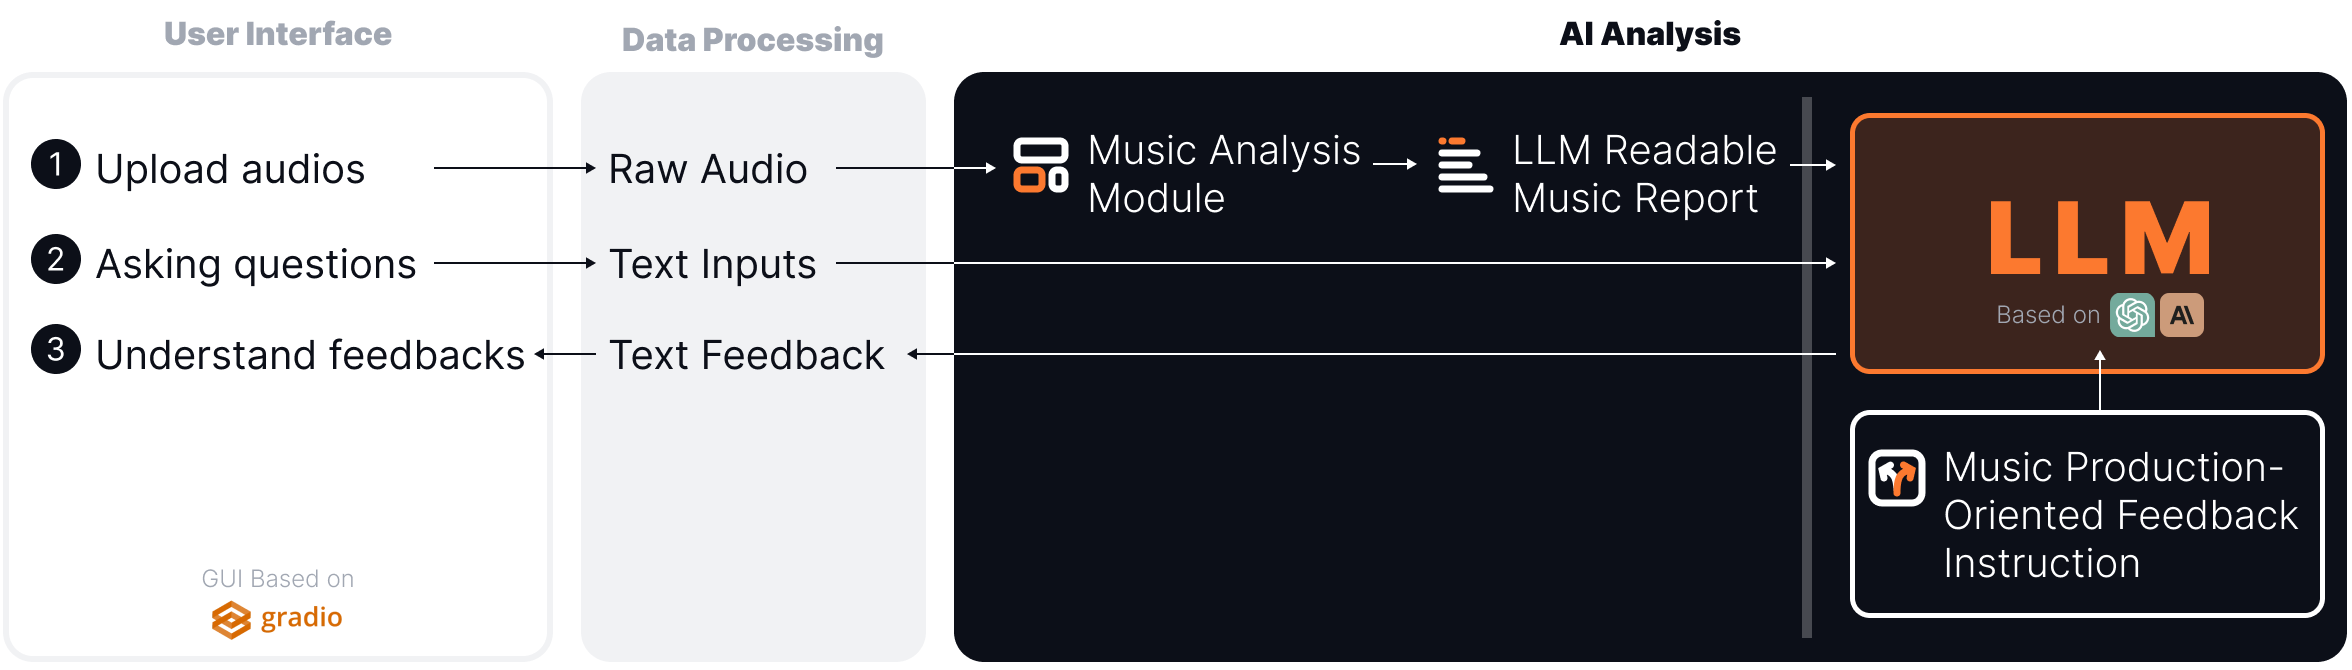 User Interface
Data Processing
AI Analysis
1 Upload audios
Raw Audio
Music Analysis
Module
LLM Readable
Music Report
2 Asking questions
Text Inputs
3 Understand feedbacks
Text Feedback
LLM
Based on
AI
Music Production-
Oriented Feedback
Instruction
GUI Based on
gradio